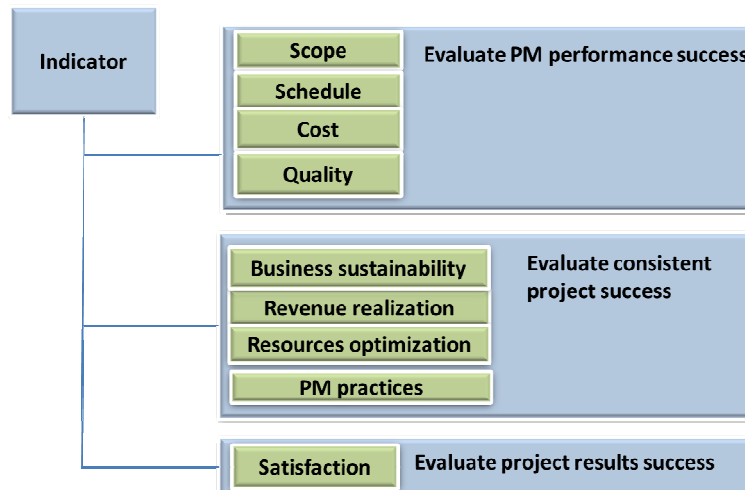 Indicator
Scope
Evaluate PM performance success
Schedule
Cost
Quality
Business sustainability
Evaluate consistent
project success
Revenue realization
Resources optimization
PM practices
Satisfaction
Evaluate project results success